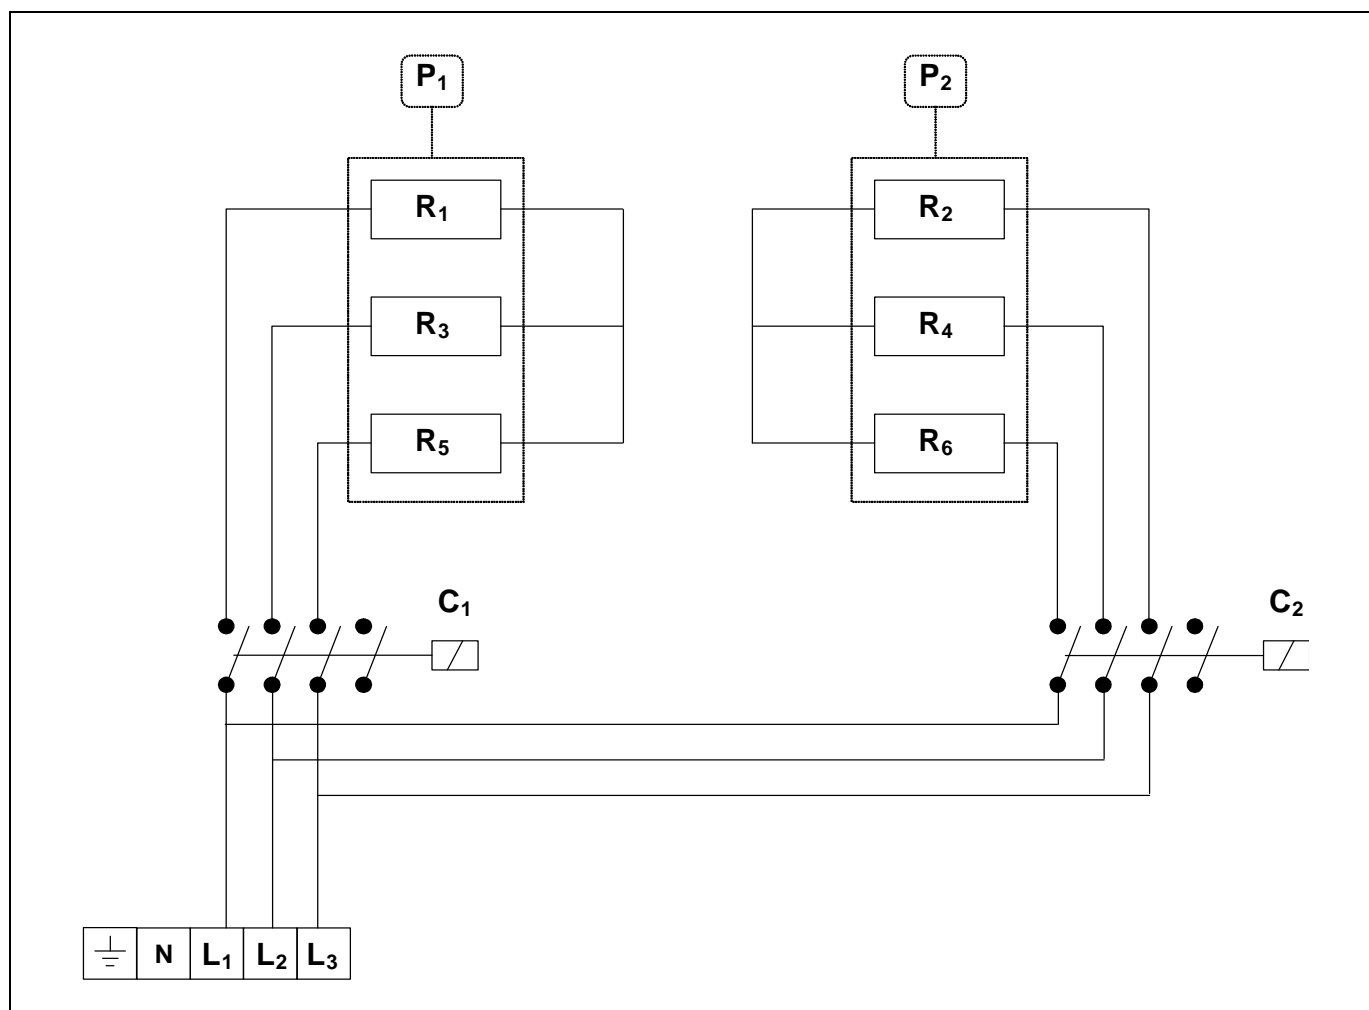 P₁ P₂
R₁ R₂
R₃ R₄
R₅ R₆
C₁ C₂
N L₁ L₂ L₃